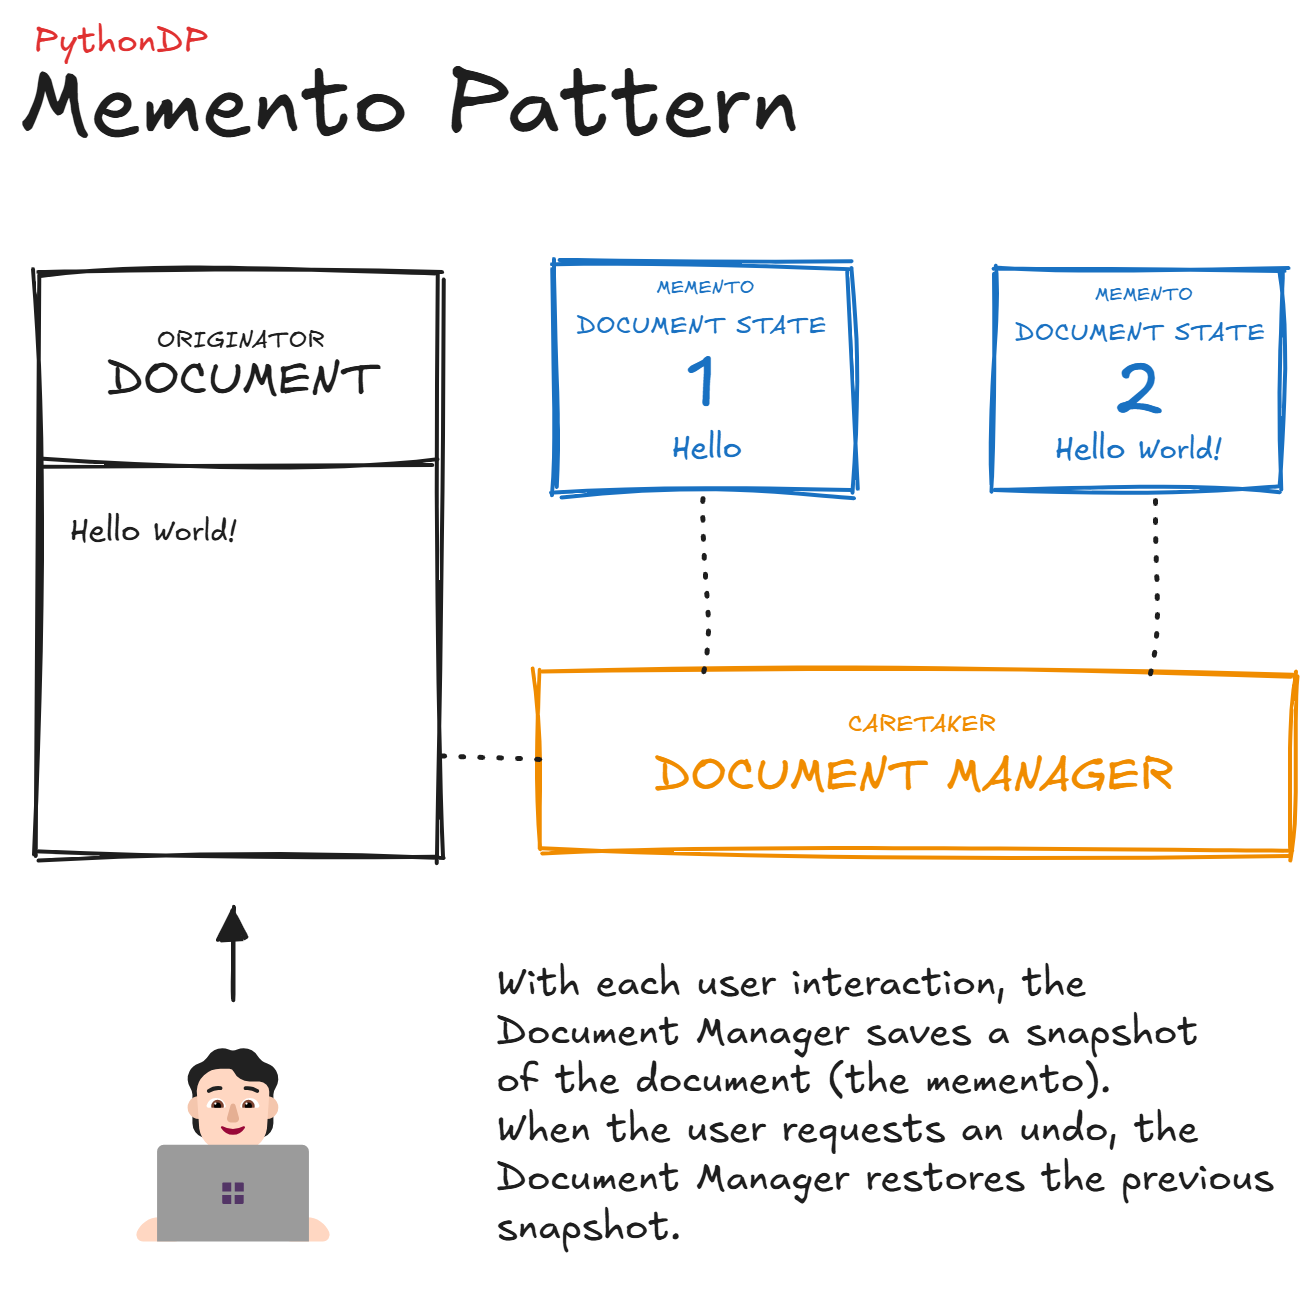 PythonDP
Memento Pattern
ORIGINATOR
DOCUMENT
Hello World!
MEMENTO
DOCUMENT STATE
1
Hello
MEMENTO
DOCUMENT STATE
2
Hello World!
CARETAKER
DOCUMENT MANAGER
With each user interaction, the
Document Manager saves a snapshot
of the document (the memento).
When the user requests an undo, the
Document Manager restores the previous
snapshot.